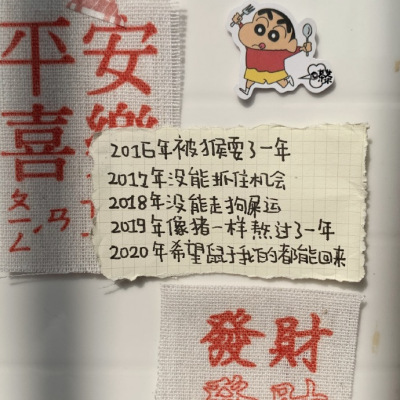 平安
喜樂
2016年被猴耍了一年
2017年没能抓住机会
2018年没能走狗屎运
2019年像猪一样熬过了一年
2020年希望鼠于我的都能回来
發財
發財